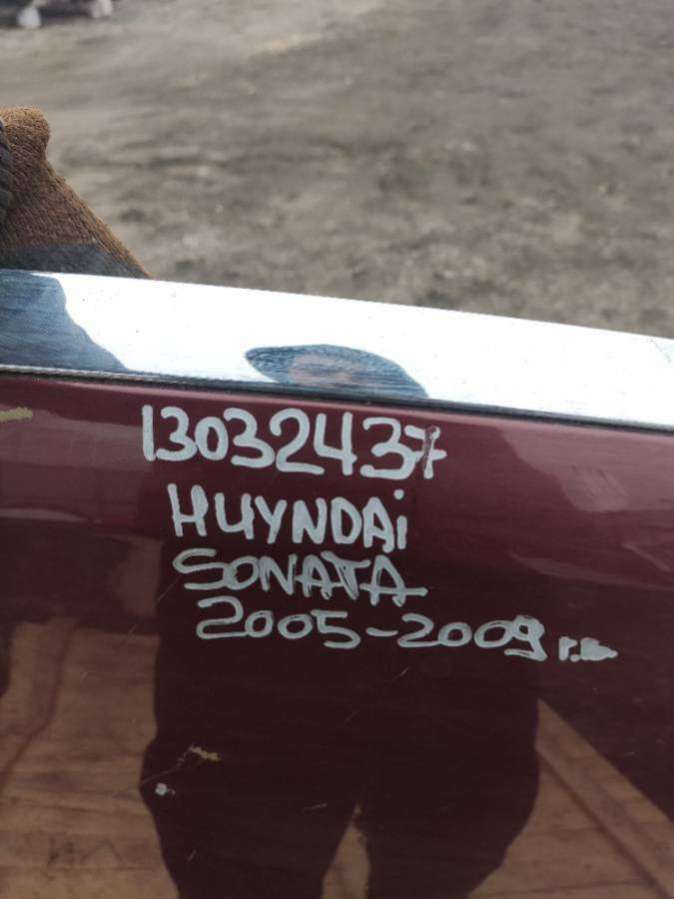 13032437
HUYNDAi
SONATA
2005-2009 г.в